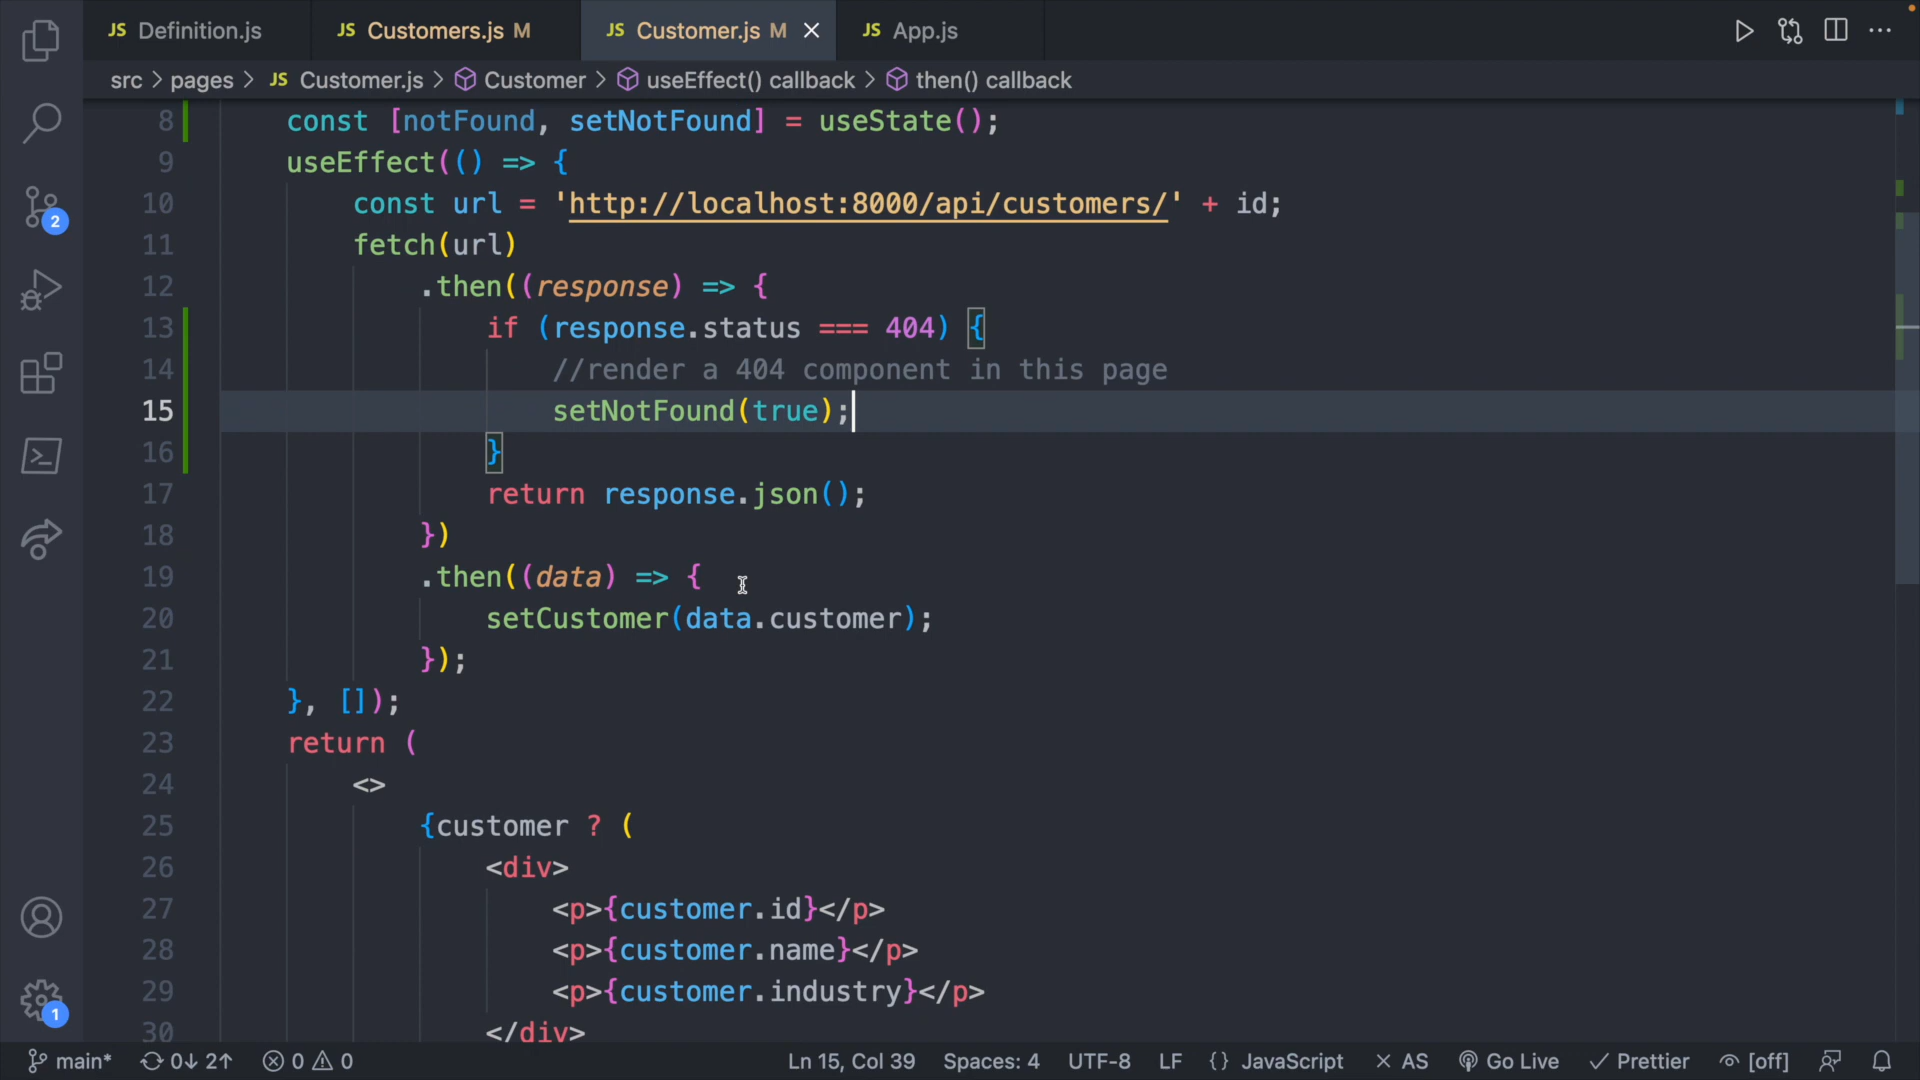 JS Definition.js JS Customers.js M JS Customer.js M JS App.js
src > pages > JS Customer.js > Customer > useEffect() callback > then() callback
8 const [notFound, setNotFound] = useState();
9 useEffect(() => {
10 const url = 'http://localhost:8000/api/customers/' + id;
11 fetch(url)
12 .then((response) => {
13 if (response.status === 404) {
14 //render a 404 component in this page
15 setNotFound(true);
16 }
17 return response.json();
18 })
19 .then((data) => {
20 setCustomer(data.customer);
21 });
22 }, []);
23 return (
24 <>
25 {customer ? (
26 <div>
27 <p>{customer.id}</p>
28 <p>{customer.name}</p>
29 <p>{customer.industry}</p>
30 </div>
2
1
main* 0↓ 2↑ 0 0 Ln 15, Col 39 Spaces: 4 UTF-8 LF {} JavaScript × AS Go Live ✓ Prettier [off]